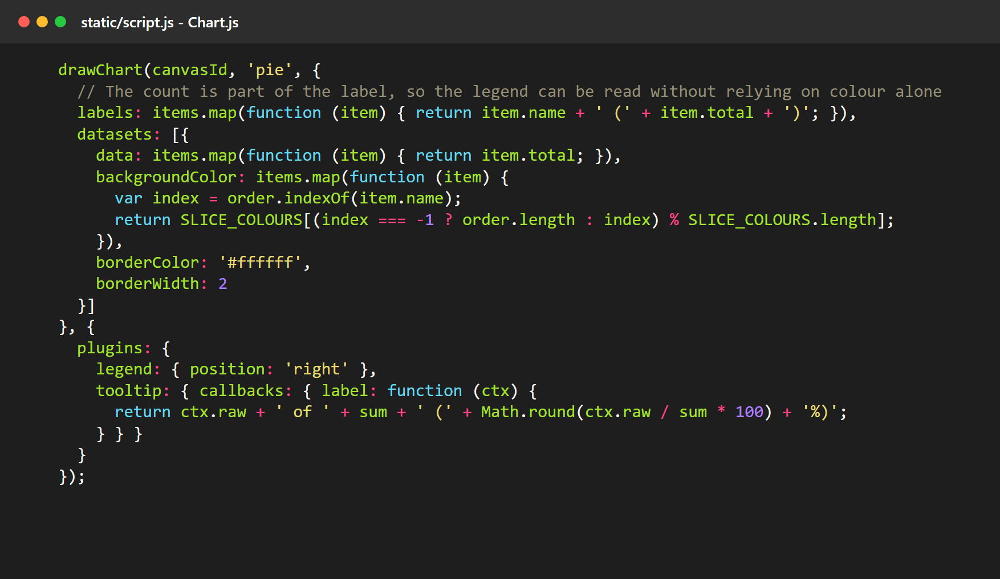 static/script.js - Chart.js
drawChart(canvasId, 'pie', {
  // The count is part of the label, so the legend can be read without relying on colour alone
  labels: items.map(function (item) { return item.name + ' (' + item.total + ')'; }),
  datasets: [{
    data: items.map(function (item) { return item.total; }),
    backgroundColor: items.map(function (item) {
      var index = order.indexOf(item.name);
      return SLICE_COLOURS[(index === -1 ? order.length : index) % SLICE_COLOURS.length];
    }),
    borderColor: '#ffffff',
    borderWidth: 2
  }]
}, {
  plugins: {
    legend: { position: 'right' },
    tooltip: { callbacks: { label: function (ctx) {
      return ctx.raw + ' of ' + sum + ' (' + Math.round(ctx.raw / sum * 100) + '%)';
    } } }
  }
});